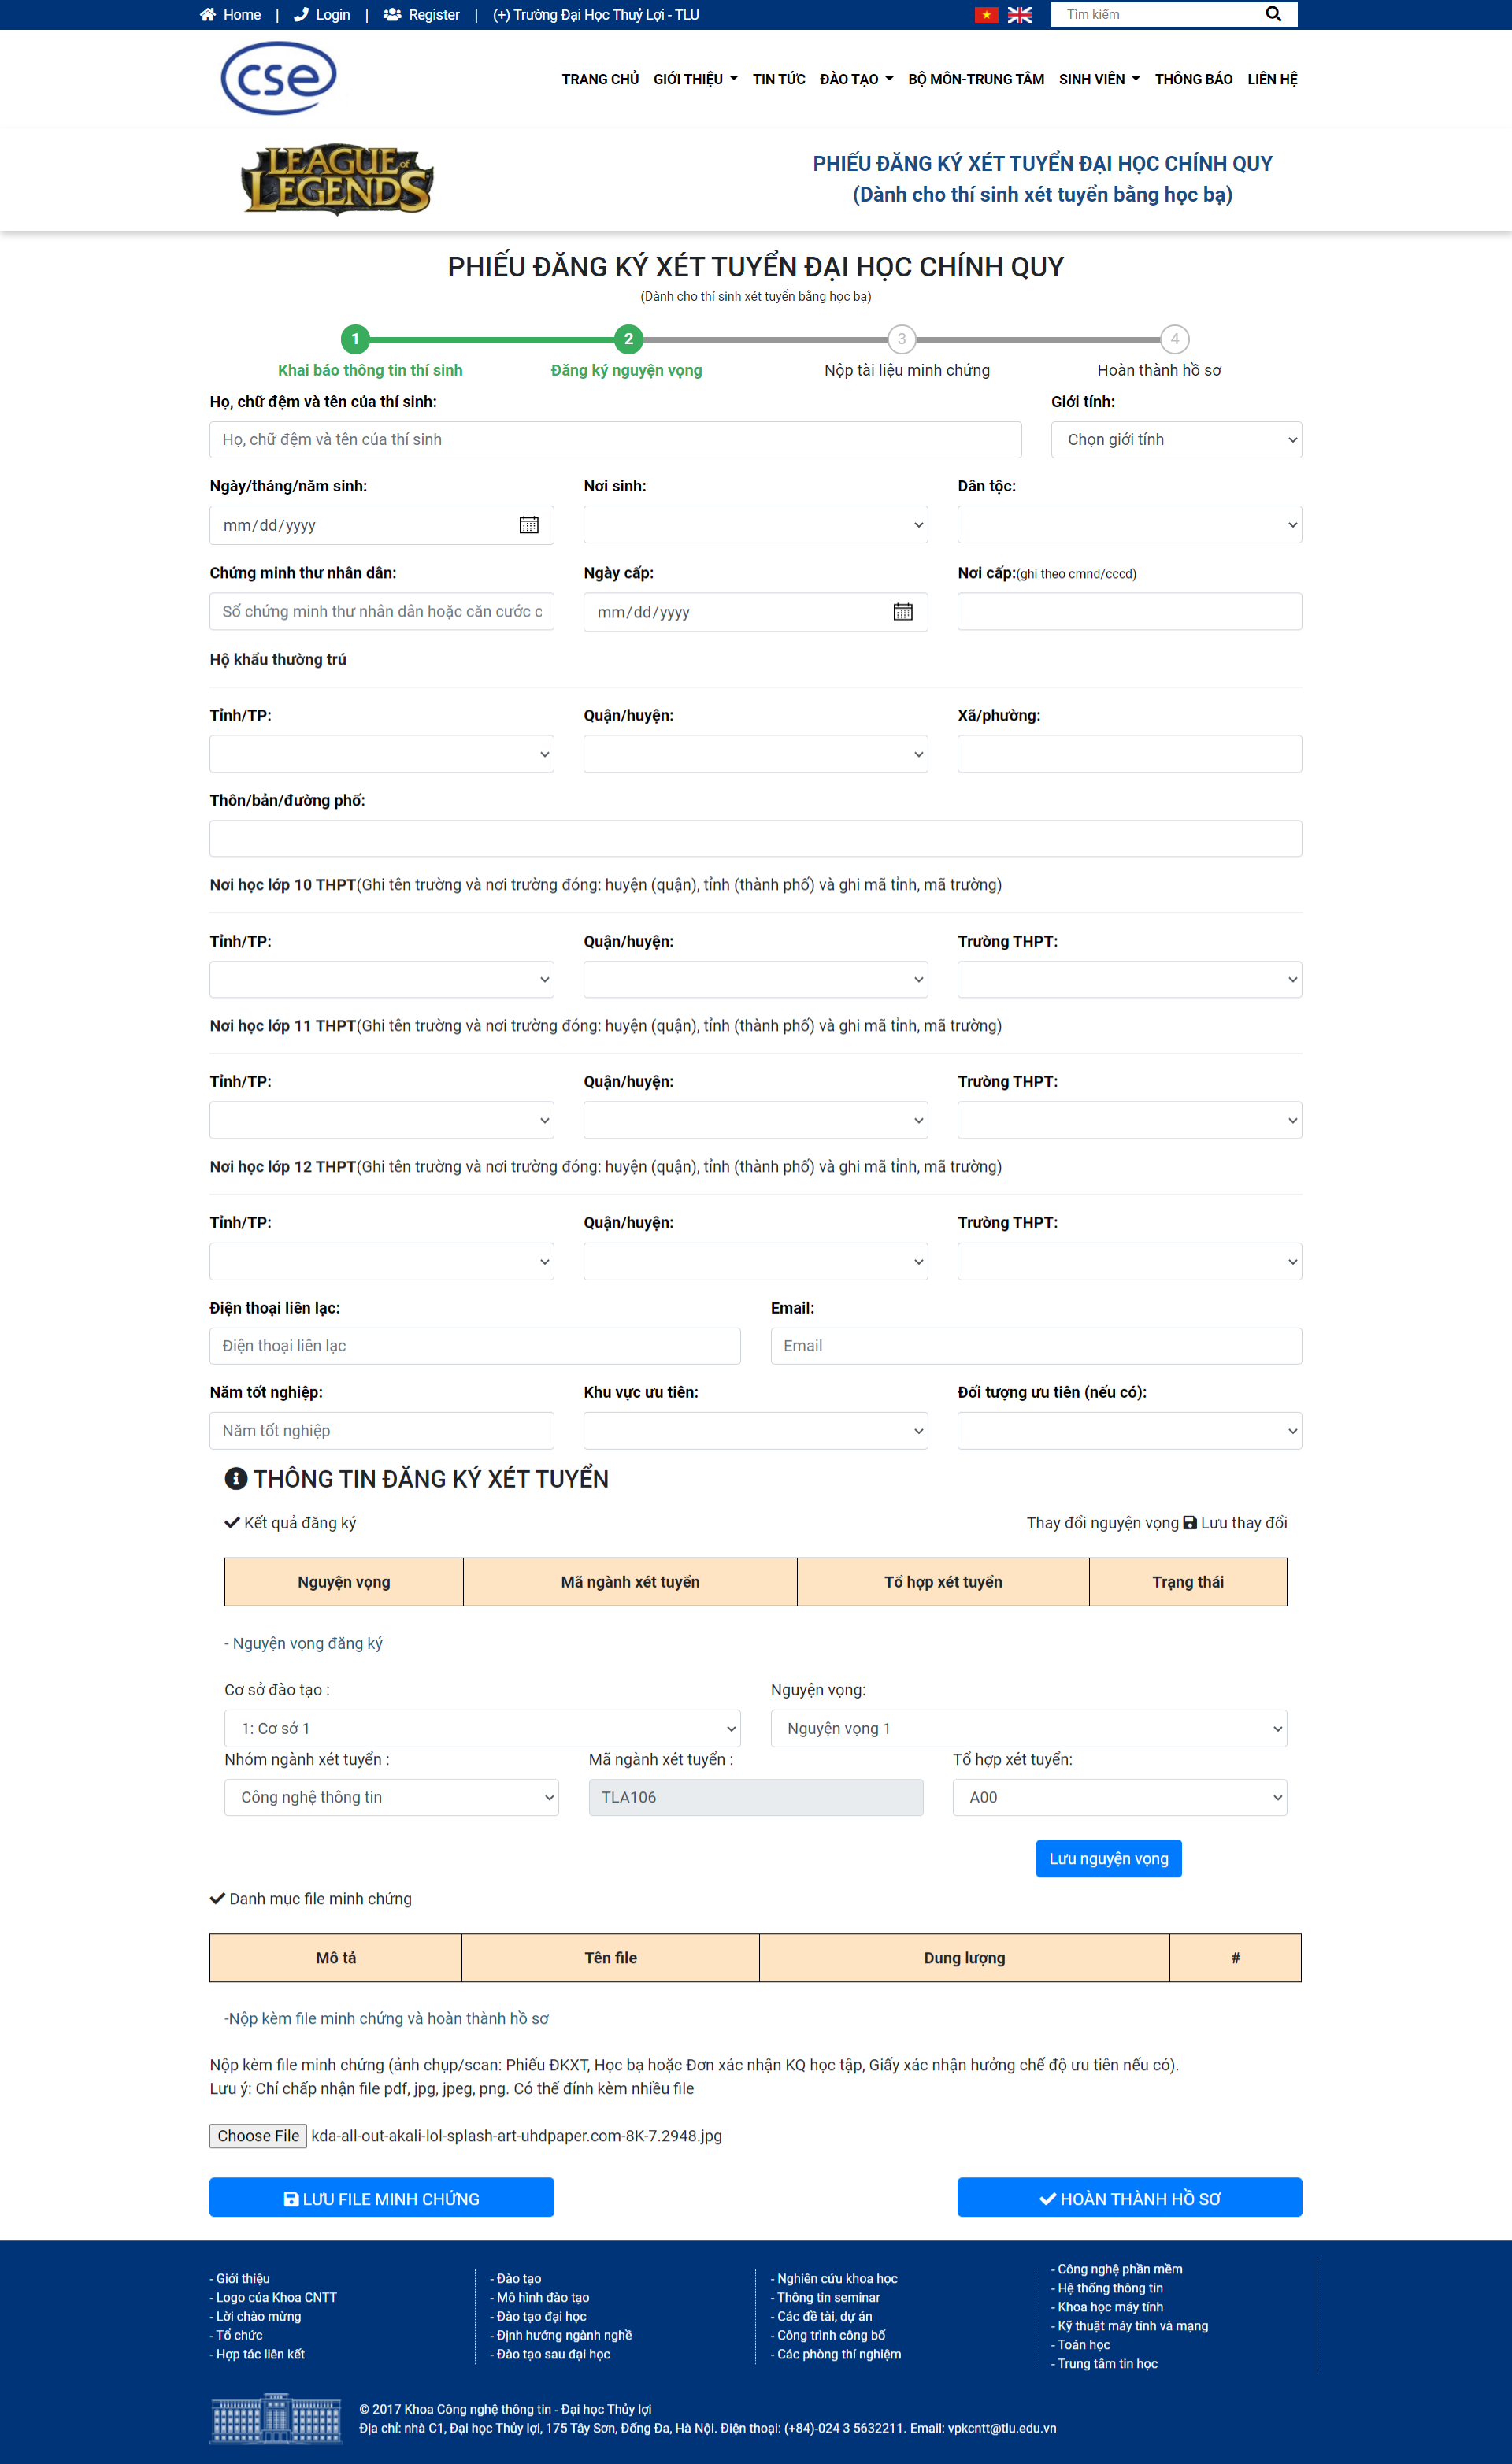 Home | Login | Register | (+) Trường Đại Học Thuỷ Lợi - TLU Tìm kiếm
cse
TRANG CHỦ GIỚI THIỆU TIN TỨC ĐÀO TẠO BỘ MÔN-TRUNG TÂM SINH VIÊN THÔNG BÁO LIÊN HỆ
LEAGUE of
LEGENDS
PHIẾU ĐĂNG KÝ XÉT TUYỂN ĐẠI HỌC CHÍNH QUY
(Dành cho thí sinh xét tuyển bằng học bạ)
PHIẾU ĐĂNG KÝ XÉT TUYỂN ĐẠI HỌC CHÍNH QUY
(Dành cho thí sinh xét tuyển bằng học bạ)
1 2 3 4
Khai báo thông tin thí sinh Đăng ký nguyện vọng Nộp tài liệu minh chứng Hoàn thành hồ sơ
Họ, chữ đệm và tên của thí sinh: Giới tính:
Họ, chữ đệm và tên của thí sinh Chọn giới tính
Ngày/tháng/năm sinh: Nơi sinh: Dân tộc:
mm/dd/yyyy
Chứng minh thư nhân dân: Ngày cấp: Nơi cấp:(ghi theo cmnd/cccd)
Số chứng minh thư nhân dân hoặc căn cước c mm/dd/yyyy
Hộ khẩu thường trú
Tỉnh/TP: Quận/huyện: Xã/phường:
Thôn/bản/đường phố:
Nơi học lớp 10 THPT(Ghi tên trường và nơi trường đóng: huyện (quận), tỉnh (thành phố) và ghi mã tỉnh, mã trường)
Tỉnh/TP: Quận/huyện: Trường THPT:
Nơi học lớp 11 THPT(Ghi tên trường và nơi trường đóng: huyện (quận), tỉnh (thành phố) và ghi mã tỉnh, mã trường)
Tỉnh/TP: Quận/huyện: Trường THPT:
Nơi học lớp 12 THPT(Ghi tên trường và nơi trường đóng: huyện (quận), tỉnh (thành phố) và ghi mã tỉnh, mã trường)
Tỉnh/TP: Quận/huyện: Trường THPT:
Điện thoại liên lạc: Email:
Điện thoại liên lạc Email
Năm tốt nghiệp: Khu vực ưu tiên: Đối tượng ưu tiên (nếu có):
Năm tốt nghiệp
THÔNG TIN ĐĂNG KÝ XÉT TUYỂN
Kết quả đăng ký Thay đổi nguyện vọng Lưu thay đổi
Nguyện vọng Mã ngành xét tuyển Tổ hợp xét tuyển Trạng thái
- Nguyện vọng đăng ký
Cơ sở đào tạo : Nguyện vọng:
1: Cơ sở 1 Nguyện vọng 1
Nhóm ngành xét tuyển : Mã ngành xét tuyển : Tổ hợp xét tuyển:
Công nghệ thông tin TLA106 A00
Lưu nguyện vọng
Danh mục file minh chứng
Mô tả Tên file Dung lượng #
-Nộp kèm file minh chứng và hoàn thành hồ sơ
Nộp kèm file minh chứng (ảnh chụp/scan: Phiếu ĐKXT, Học bạ hoặc Đơn xác nhận KQ học tập, Giấy xác nhận hưởng chế độ ưu tiên nếu có).
Lưu ý: Chỉ chấp nhận file pdf, jpg, jpeg, png. Có thể đính kèm nhiều file
Choose File kda-all-out-akali-lol-splash-art-uhdpaper.com-8K-7.2948.jpg
LƯU FILE MINH CHỨNG HOÀN THÀNH HỒ SƠ
- Giới thiệu
- Logo của Khoa CNTT
- Lời chào mừng
- Tổ chức
- Hợp tác liên kết
- Đào tạo
- Mô hình đào tạo
- Đào tạo đại học
- Định hướng ngành nghề
- Đào tạo sau đại học
- Nghiên cứu khoa học
- Thông tin seminar
- Các đề tài, dự án
- Công trình công bố
- Các phòng thí nghiệm
- Công nghệ phần mềm
- Hệ thống thông tin
- Khoa học máy tính
- Kỹ thuật máy tính và mạng
- Toán học
- Trung tâm tin học
© 2017 Khoa Công nghệ thông tin - Đại học Thủy lợi
Địa chỉ: nhà C1, Đại học Thủy lợi, 175 Tây Sơn, Đống Đa, Hà Nội. Điện thoại: (+84)-024 3 5632211. Email: vpkcntt@tlu.edu.vn